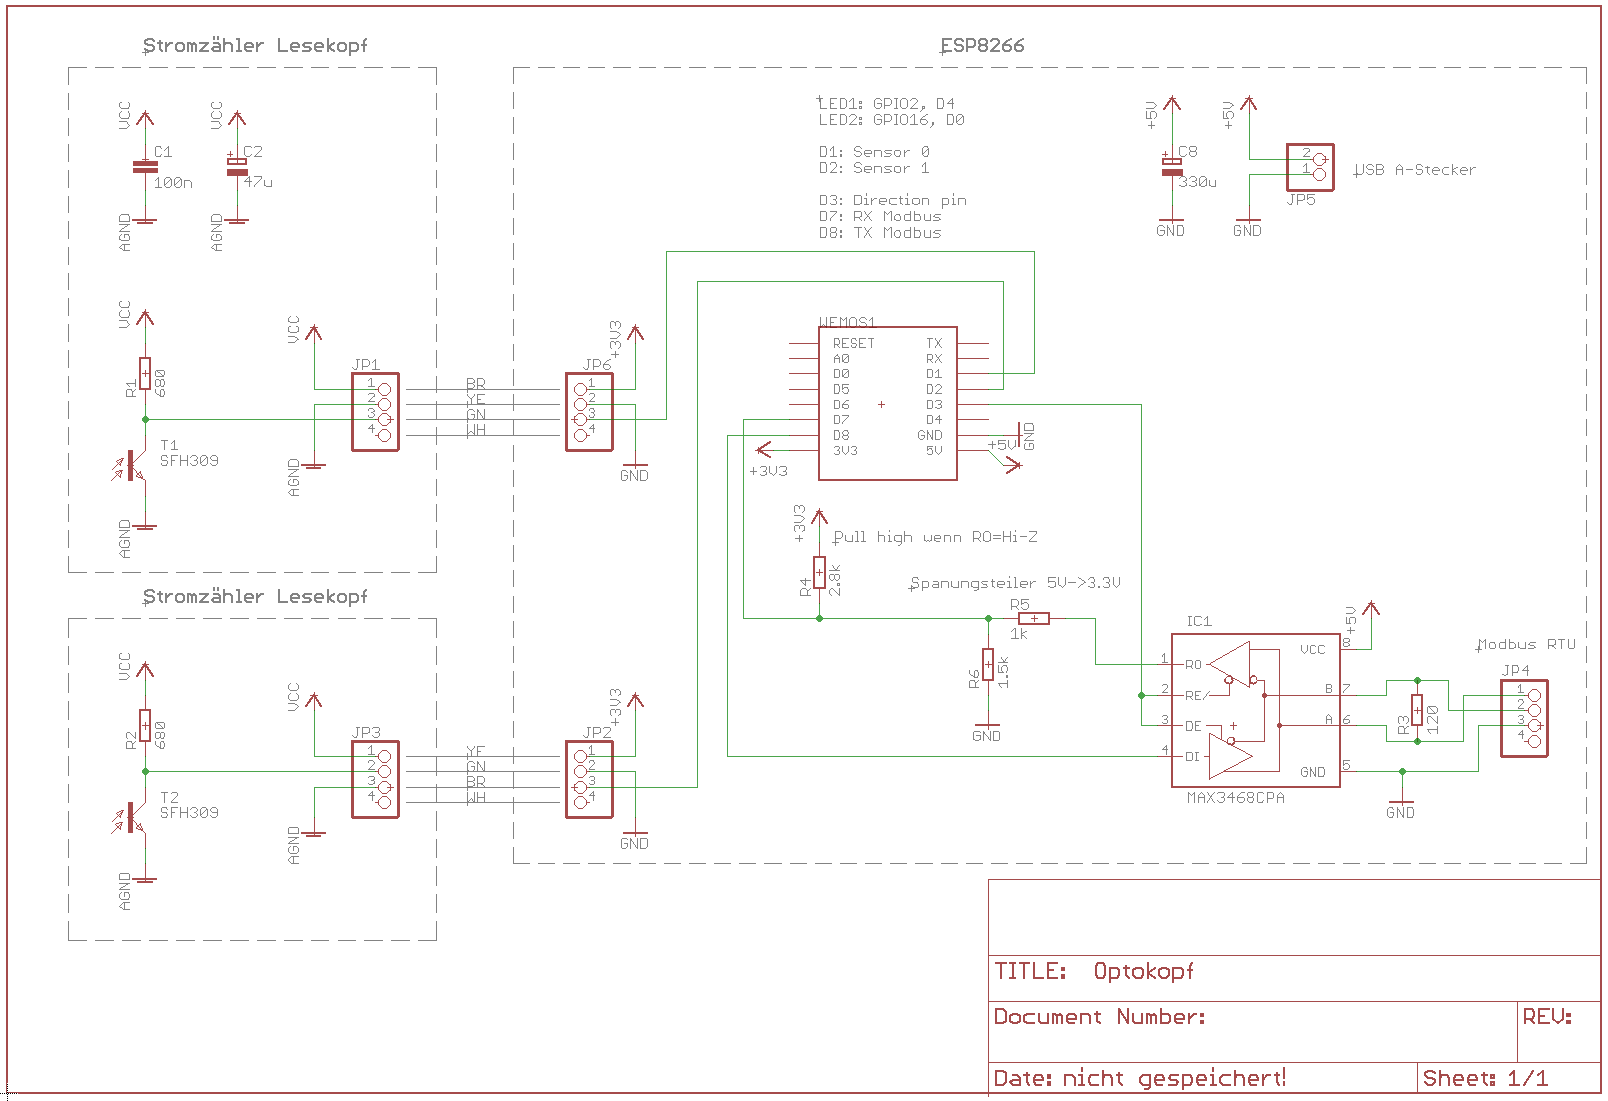 Stromzähler Lesekopf
ESP8266
LED1: GPIO2, D4
LED2: GPIO16, D0
D1: Sensor 0
D2: Sensor 1
D3: Direction pin
D7: RX Modbus
D8: TX Modbus
VCC
C1
100n
AGND
VCC
C2
47u
AGND
+5V
C8
330u
GND
+5V
2
1
JP5
GND
USB A-Stecker
VCC
R1
680
T1
SFH309
AGND
VCC
AGND
JP1
1
2
3
4
BR
YE
GN
WH
JP6
1
2
3
4
+3V3
GND
WEMOS1
RESET
A0
D0
D5
D6
D7
D8
3V3
TX
RX
D1
D2
D3
D4
GND
5V
+3V3
+5V
GND
+3V3
Pull high wenn RO=Hi-Z
R4
2.8k
Spanungsteiler 5V->3.3V
R5
1k
R6
1.5k
GND
IC1
1
RO
2
RE/
3
DE
4
DI
VCC
8
B
7
A
6
GND
5
MAX3468CPA
+5V
R3
120
GND
Modbus RTU
JP4
1
2
3
4
Stromzähler Lesekopf
VCC
R2
680
T2
SFH309
AGND
VCC
AGND
JP3
1
2
3
4
YE
GN
BR
WH
JP2
1
2
3
4
+3V3
GND
TITLE: Optokopf
Document Number:
REV:
Date: nicht gespeichert!
Sheet: 1/1